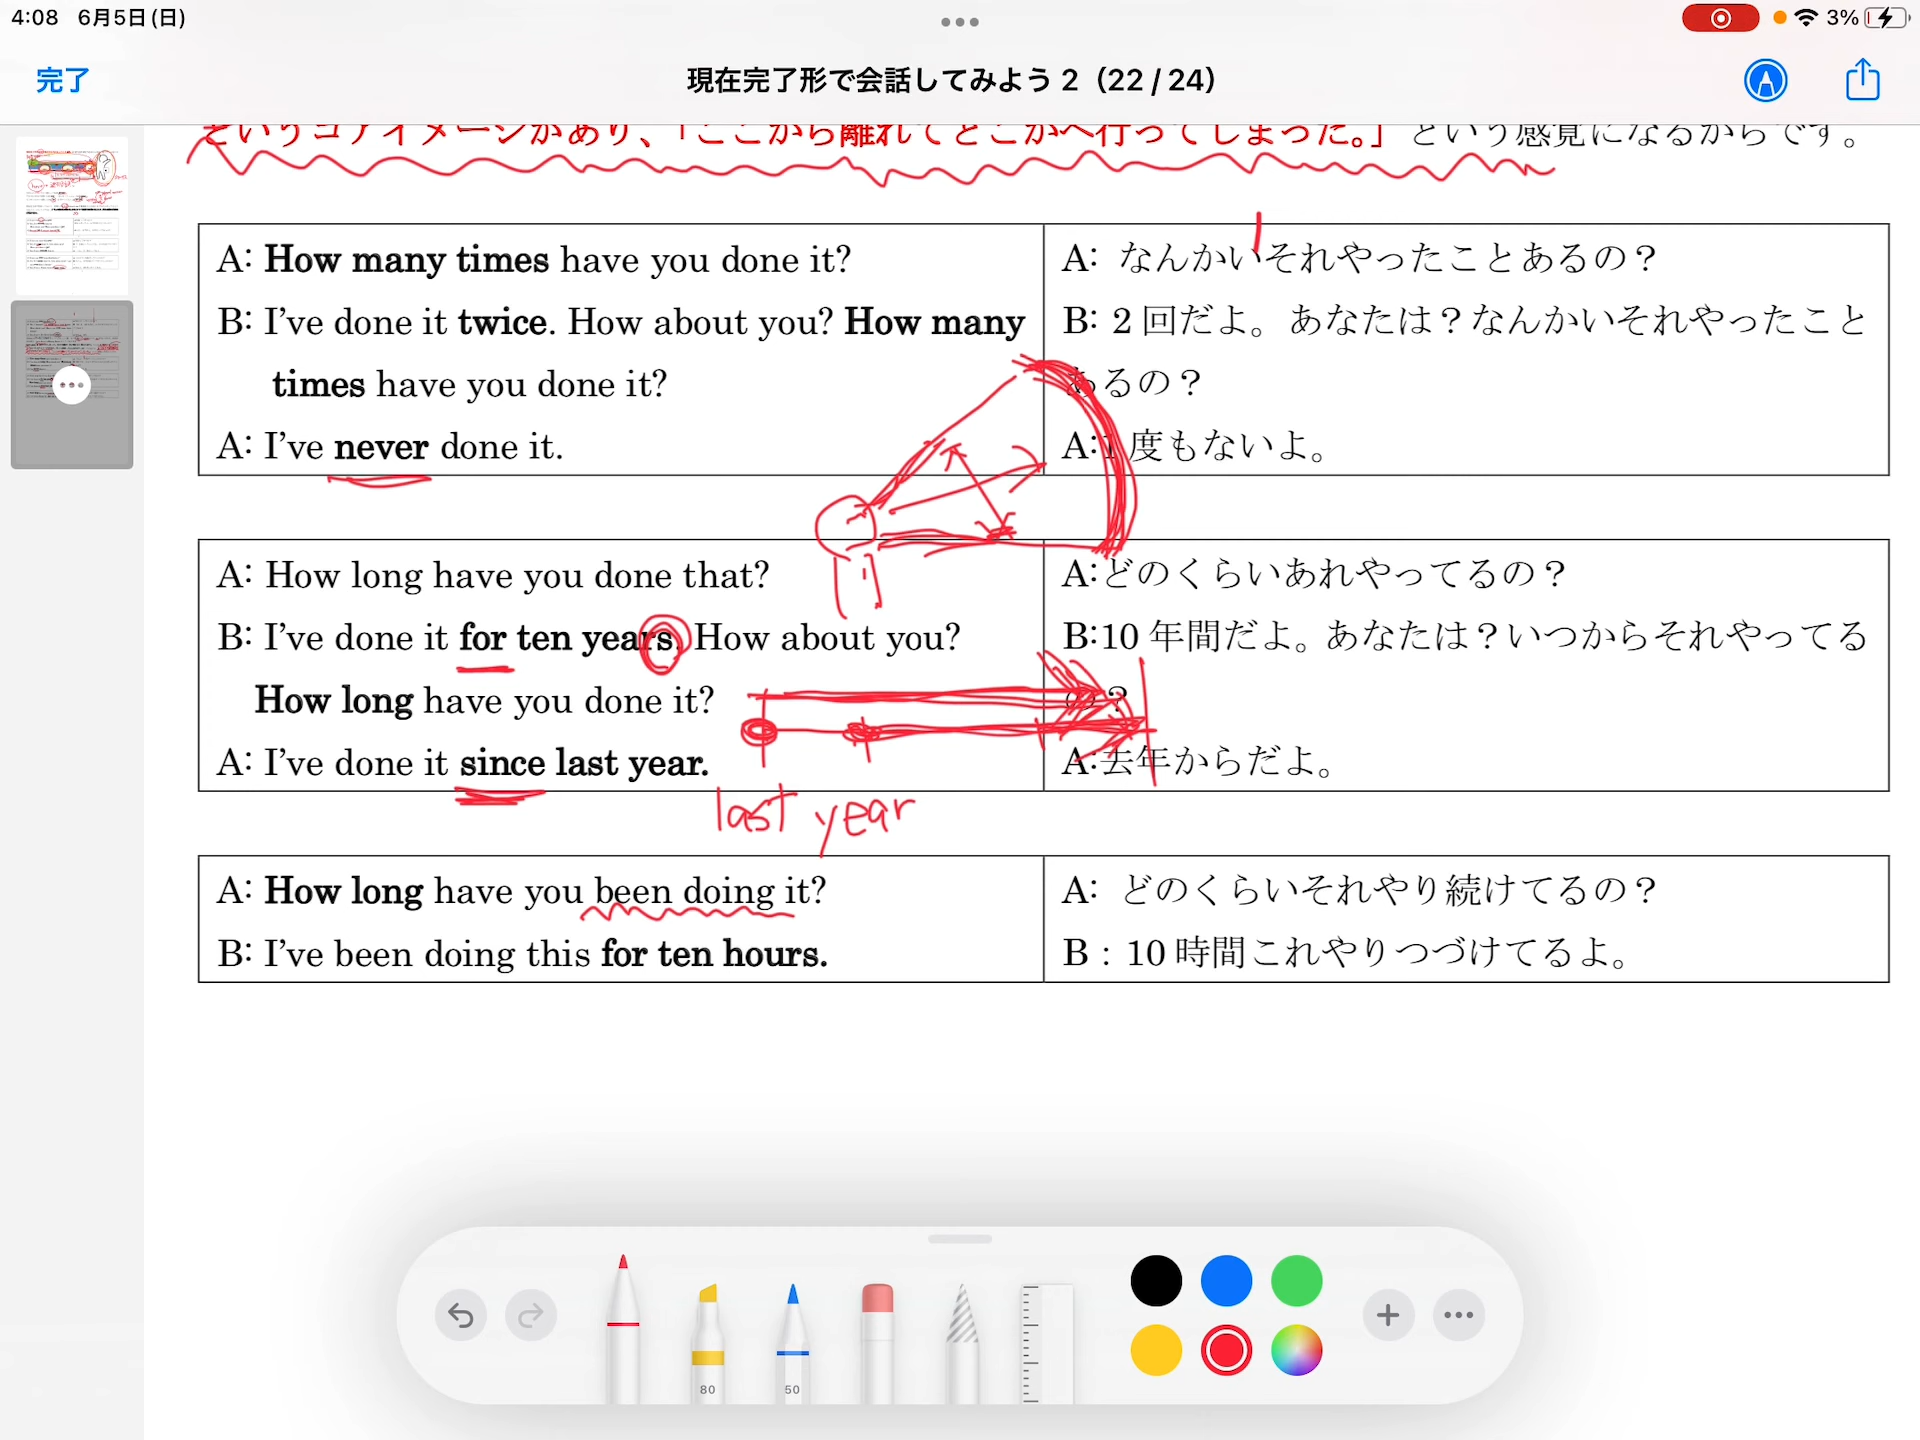 4:08 6月5日(日)
3%
完了
現在完了形で会話してみよう 2（22 / 24）
というコアイメージがあり、「ここから離れてどこかへ行ってしまった。」 という感覚になるからです。
A: How many times have you done it?
B: I've done it twice. How about you? How many
times have you done it?
A: I've never done it.
A: なんかいそれやったことあるの？
B: 2 回だよ。あなたは？なんかいそれやったこと
あるの？
A:1 度もないよ。
A: How long have you done that?
B: I've done it for ten years. How about you?
How long have you done it?
A: I've done it since last year.
last year
A:どのくらいあれやってるの？
B:10 年間だよ。あなたは？いつからそれやってる
の？
A:去年からだよ。
A: How long have you been doing it?
B: I've been doing this for ten hours.
A: どのくらいそれやり続けてるの？
B : 10 時間これやりつづけてるよ。
80
50